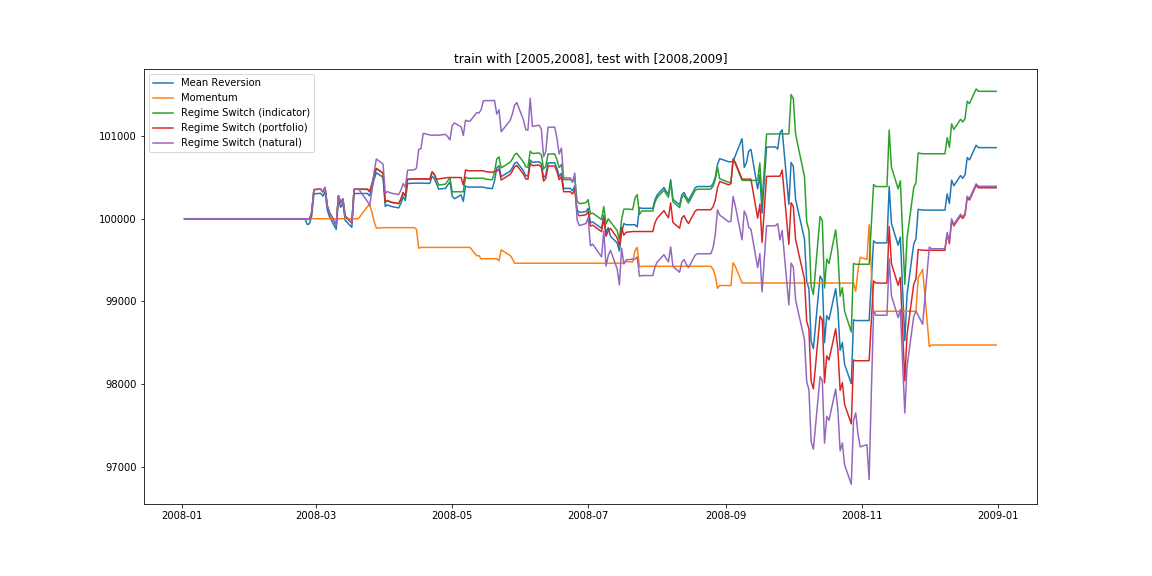 train with [2005,2008], test with [2008,2009]
Mean Reversion
Momentum
Regime Switch (indicator)
Regime Switch (portfolio)
Regime Switch (natural)
101000
100000
99000
98000
97000
2008-01 2008-03 2008-05 2008-07 2008-09 2008-11 2009-01